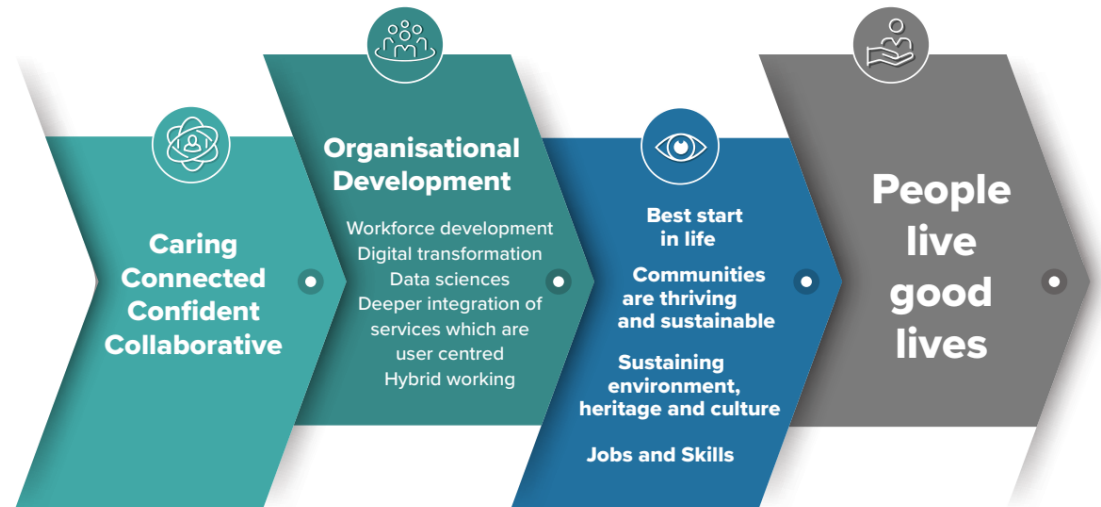 Caring
Connected
Confident
Collaborative
Organisational
Development
Workforce development
Digital transformation
Data sciences
Deeper integration of
services which are
user centred
Hybrid working
Best start
in life
Communities
are thriving
and sustainable
Sustaining
environment,
heritage and culture
Jobs and Skills
People
live
good
lives